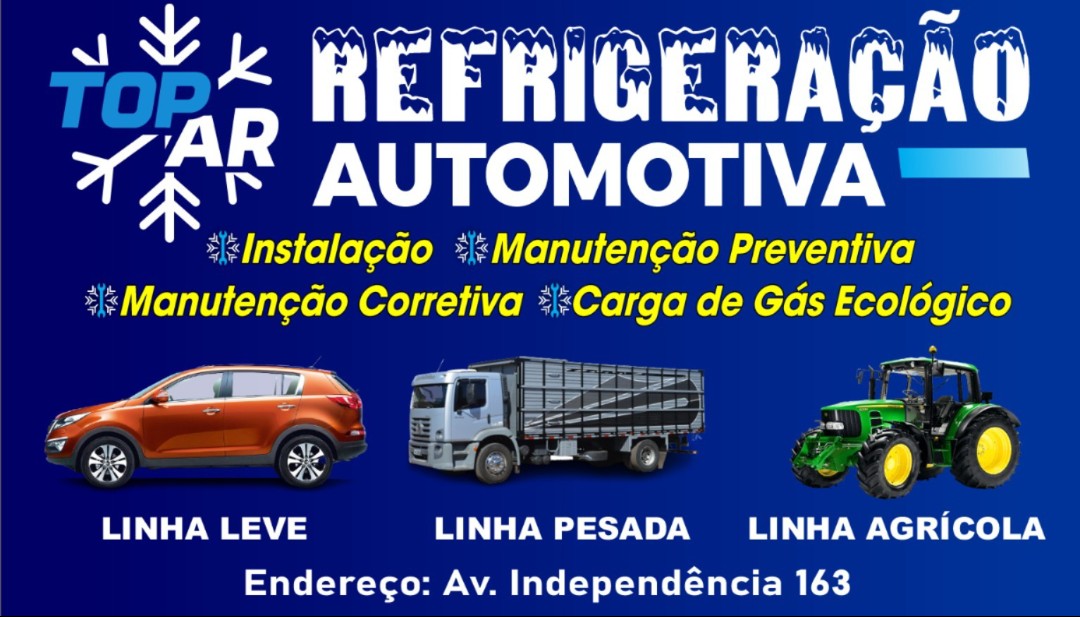 TOP
AR
REFRIGERAÇÃO
AUTOMOTIVA
Instalação Manutenção Preventiva
Manutenção Corretiva Carga de Gás Ecológico
LINHA LEVE LINHA PESADA LINHA AGRÍCOLA
Endereço: Av. Independência 163